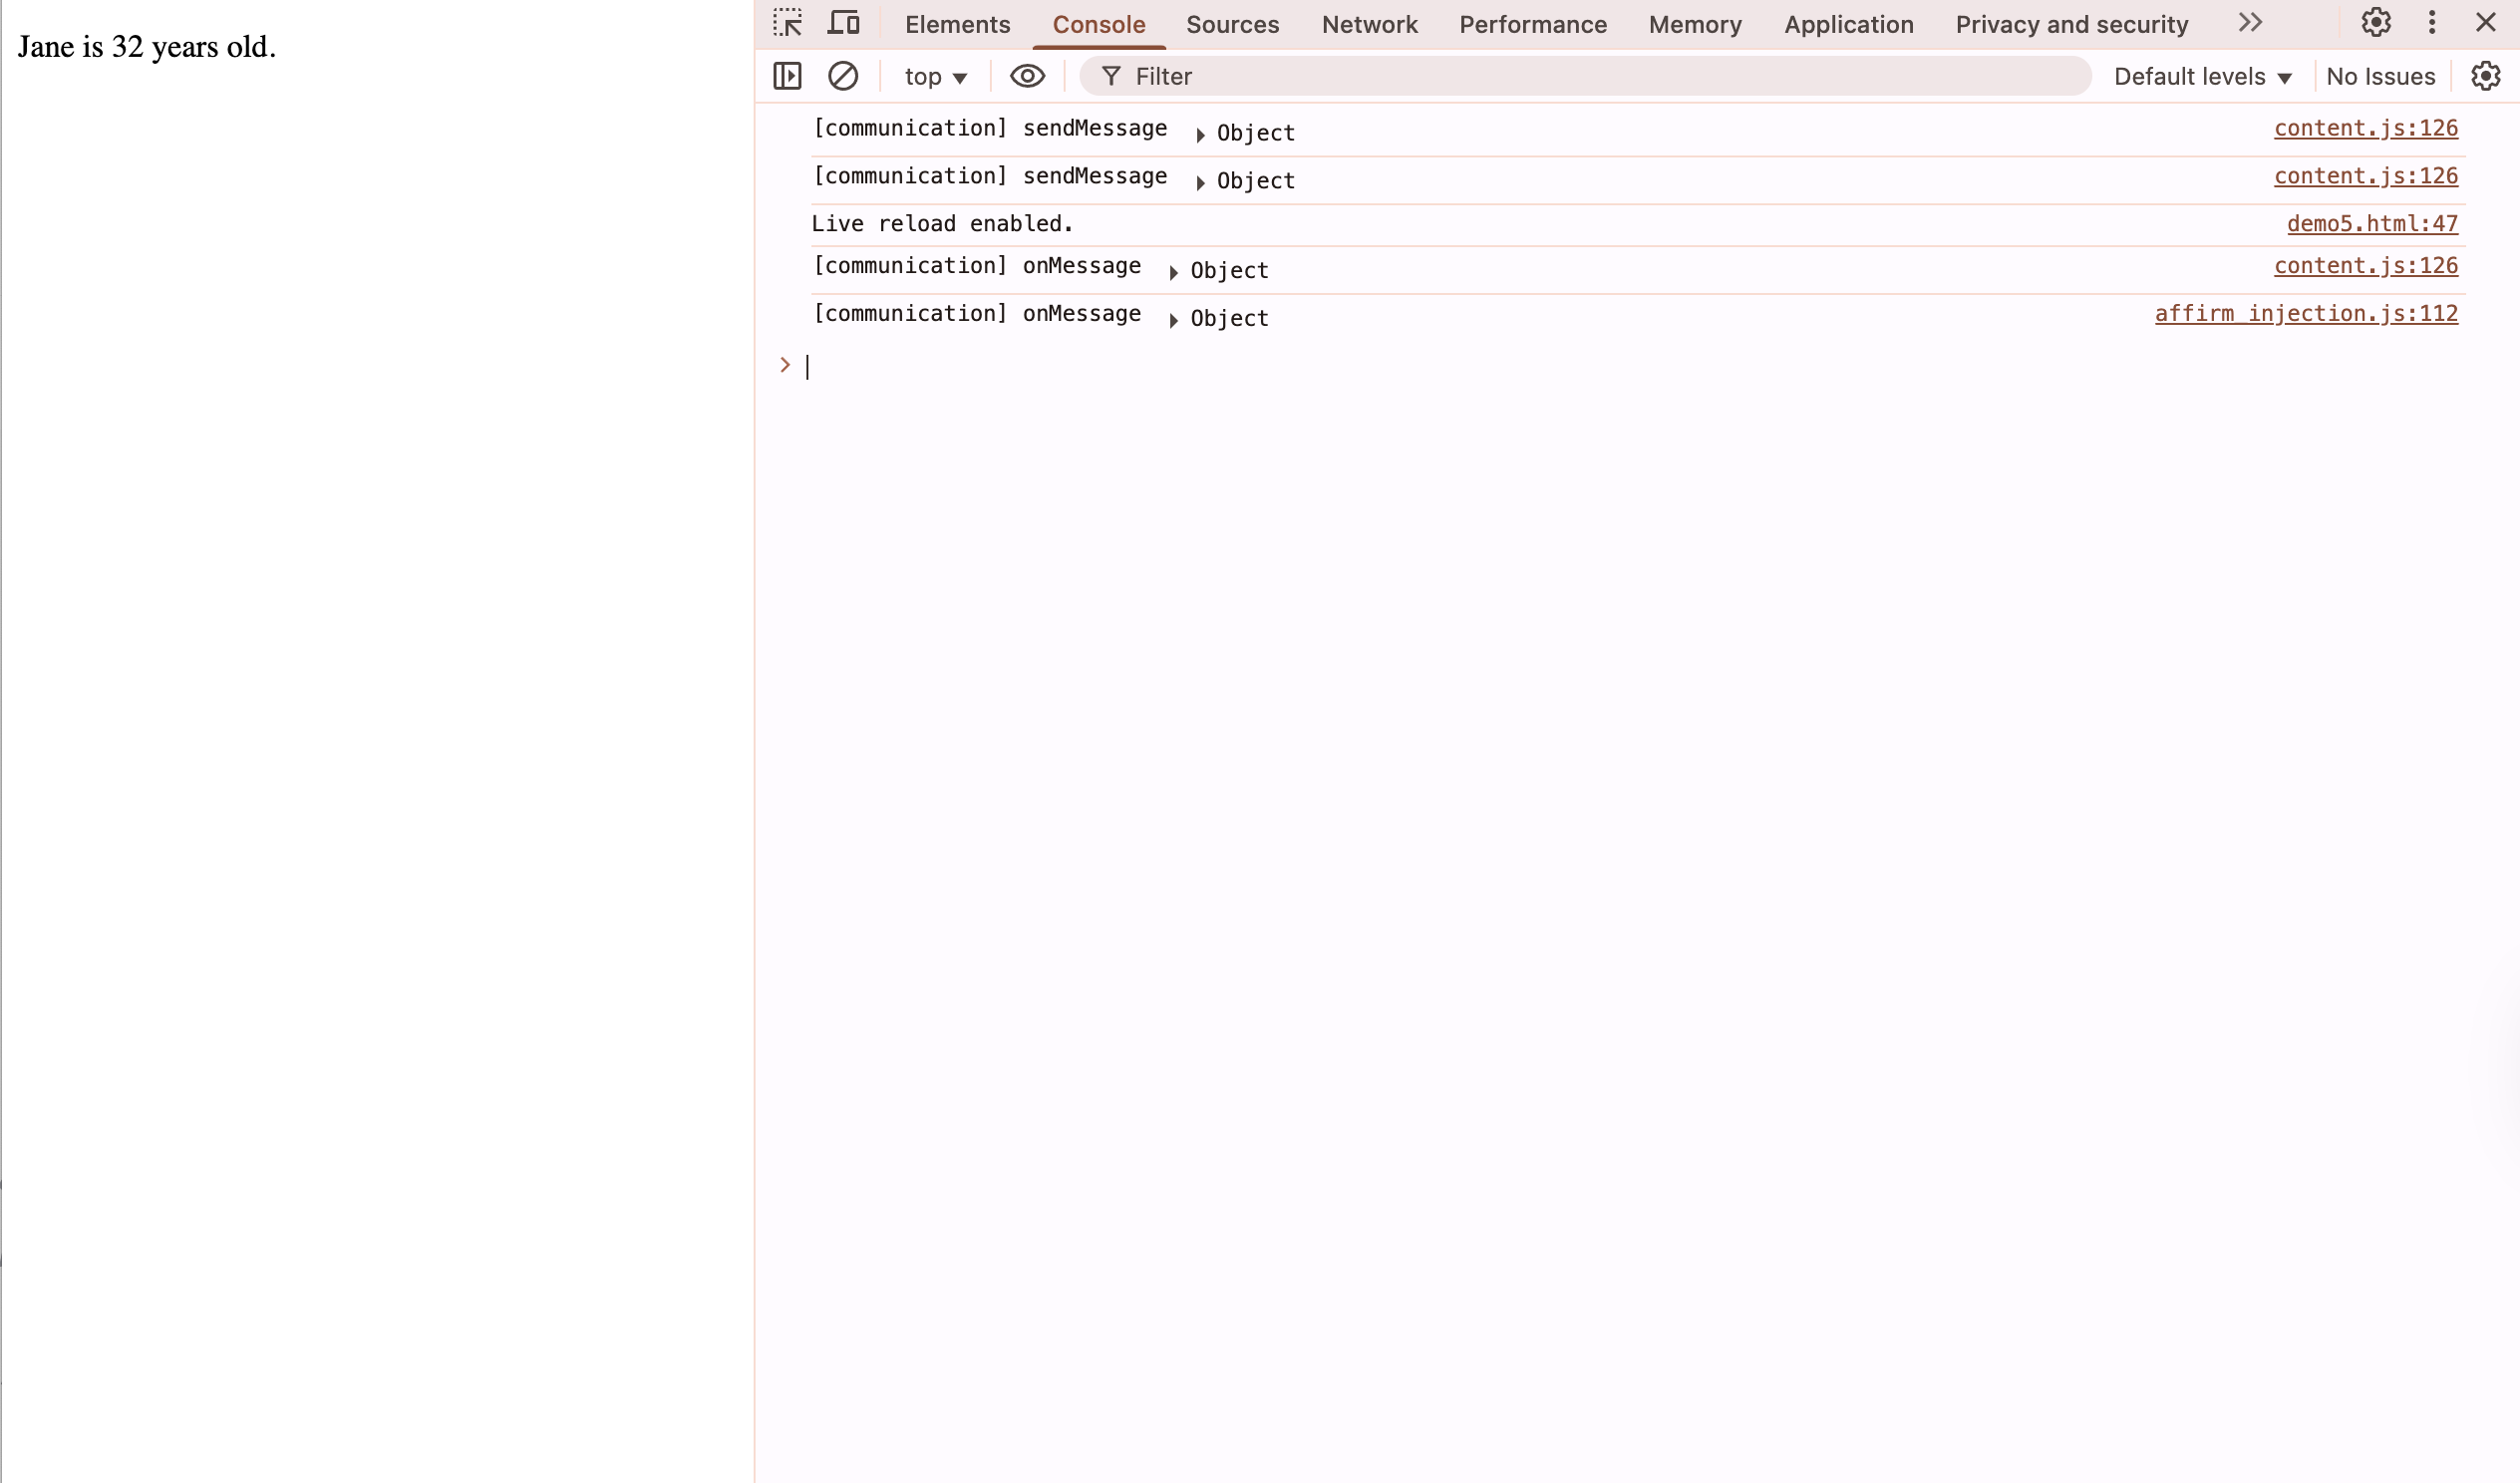 Jane is 32 years old.
Elements Console Sources Network Performance Memory Application Privacy and security
top Filter Default levels No Issues
[communication] sendMessage Object content.js:126
[communication] sendMessage Object content.js:126
Live reload enabled. demo5.html:47
[communication] onMessage Object content.js:126
[communication] onMessage Object affirm_injection.js:112